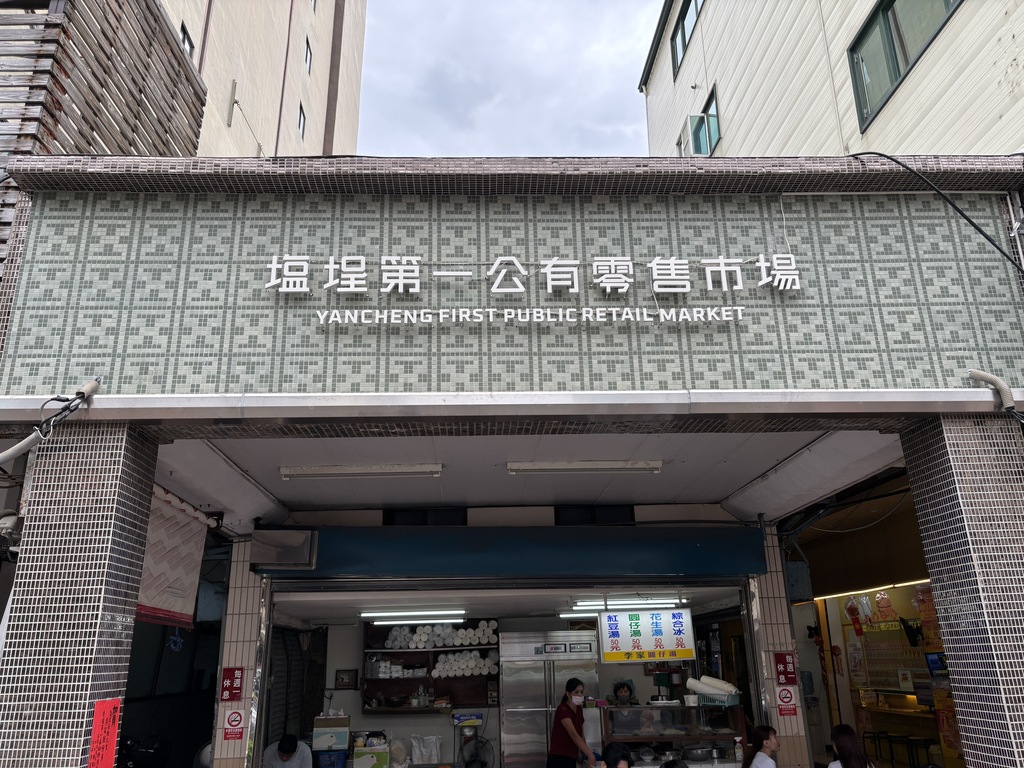 塩埕第一公有零售市場
YANCHENG FIRST PUBLIC RETAIL MARKET
紅豆湯 50元
圓仔湯 50元
花生湯 50元
綜合冰 50元
李家圓仔湯
每週一
休息
每週一
休息